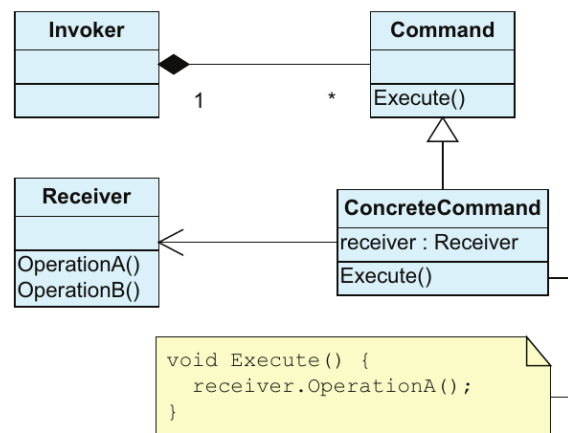 Invoker
Command
Execute()
1
*
Receiver
OperationA()
OperationB()
ConcreteCommand
receiver : Receiver
Execute()
void Execute() {
  receiver.OperationA();
}